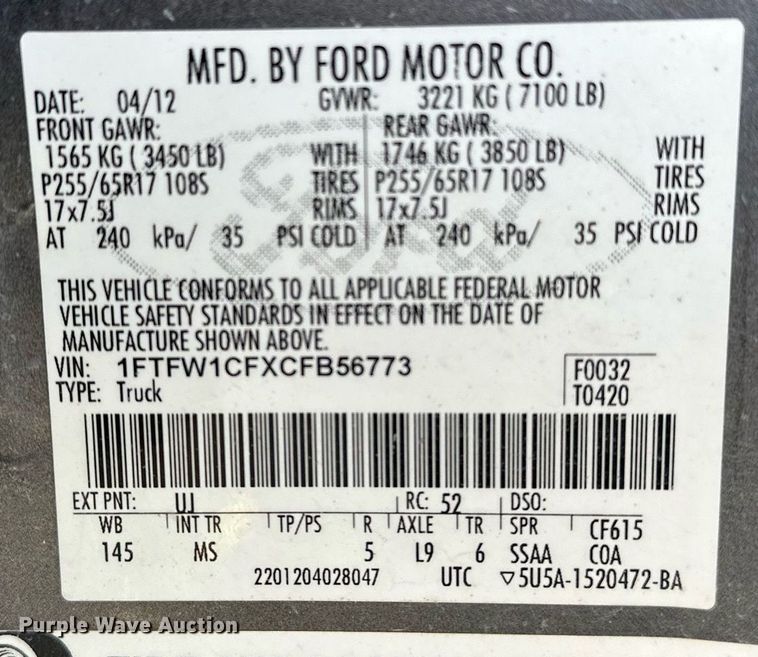 MFD. BY FORD MOTOR CO.
DATE: 04/12 GVWR: 3221 KG ( 7100 LB)
FRONT GAWR: REAR GAWR:
1565 KG ( 3450 LB) WITH 1746 KG ( 3850 LB) WITH
P255/65R17 108S TIRES P255/65R17 108S TIRES
17x7.5J RIMS 17x7.5J RIMS
AT 240 kPa/ 35 PSI COLD AT 240 kPa/ 35 PSI COLD
THIS VEHICLE CONFORMS TO ALL APPLICABLE FEDERAL MOTOR
VEHICLE SAFETY STANDARDS IN EFFECT ON THE DATE OF
MANUFACTURE SHOWN ABOVE.
VIN: 1FTFW1CFXCFB56773 F0032
TYPE: Truck T0420
EXT PNT: UJ RC: 52 DSO:
WB INT TR TP/PS R AXLE TR SPR CF615
145 MS 5 L9 6 SSAA COA
2201204028047 UTC ▽5U5A-1520472-BA
Purple Wave Auction